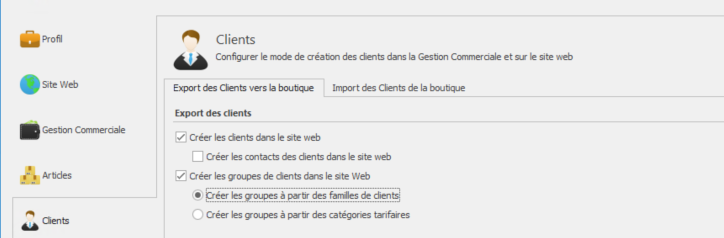 Profil
Site Web
Gestion Commerciale
Articles
Clients
Clients
Configurer le mode de création des clients dans la Gestion Commerciale et sur le site web
Export des Clients vers la boutique
Import des Clients de la boutique
Export des clients
Créer les clients dans le site web
Créer les contacts des clients dans le site web
Créer les groupes de clients dans le site Web
Créer les groupes à partir des familles de clients
Créer les groupes à partir des catégories tarifaires